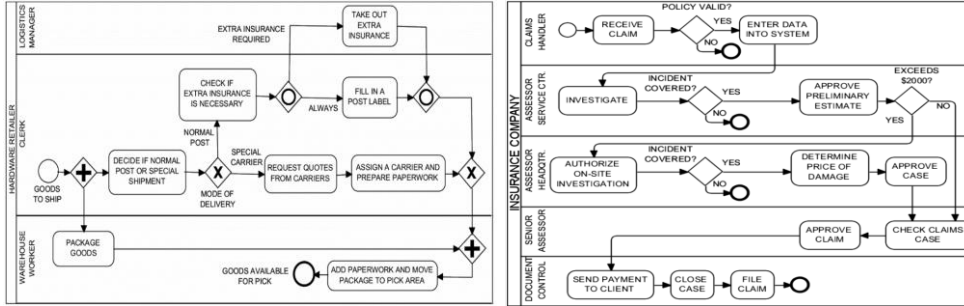 LOGISTICS
MANAGER
EXTRA INSURANCE
REQUIRED
TAKE OUT
EXTRA
INSURANCE
HARDWARE RETAILER
CLERK
CHECK IF
EXTRA INSURANCE
IS NECESSARY
ALWAYS
FILL IN A
POST LABEL
NORMAL
POST
GOODS
TO SHIP
DECIDE IF NORMAL
POST OR SPECIAL
SHIPMENT
X
MODE OF
DELIVERY
SPECIAL
CARRIER
REQUEST QUOTES
FROM CARRIERS
ASSIGN A CARRIER AND
PREPARE PAPERWORK
X
WAREHOUSE
WORKER
PACKAGE
GOODS
GOODS AVAILABLE
FOR PICK
ADD PAPERWORK AND MOVE
PACKAGE TO PICK AREA
INSURANCE COMPANY
CLAIMS
HANDLER
RECEIVE
CLAIM
POLICY VALID?
YES
NO
ENTER DATA
INTO SYSTEM
ASSESSOR
SERVICE CTR.
INVESTIGATE
INCIDENT
COVERED?
YES
NO
APPROVE
PRELIMINARY
ESTIMATE
EXCEEDS
$2000?
YES
NO
ASSESSOR
HEADTR.
AUTHORIZE
ON-SITE
INVESTIGATION
INCIDENT
COVERED?
YES
NO
DETERMINE
PRICE OF
DAMAGE
APPROVE
CASE
SENIOR
ASSESSOR
APPROVE
CLAIM
CHECK CLAIMS
CASE
DOCUMENT
CONTROL
SEND PAYMENT
TO CLIENT
CLOSE
CASE
FILE
CLAIM